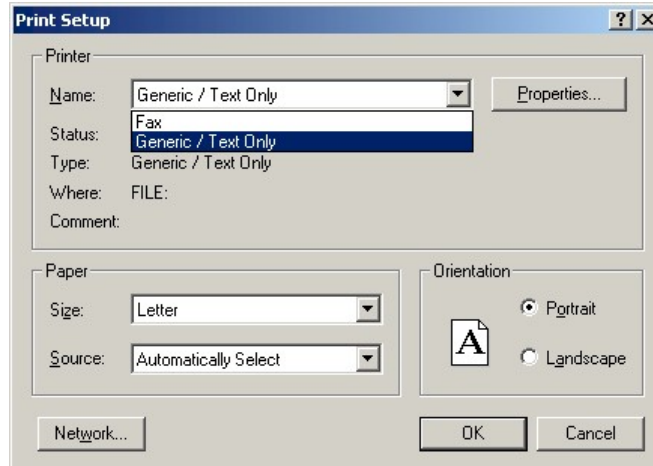 Print Setup
Printer
Name: Generic / Text Only Properties...
Fax
Status: Generic / Text Only
Type: Generic / Text Only
Where: FILE:
Comment:
Paper
Size: Letter
Source: Automatically Select
Orientation
A
Portrait
Landscape
Network... OK Cancel